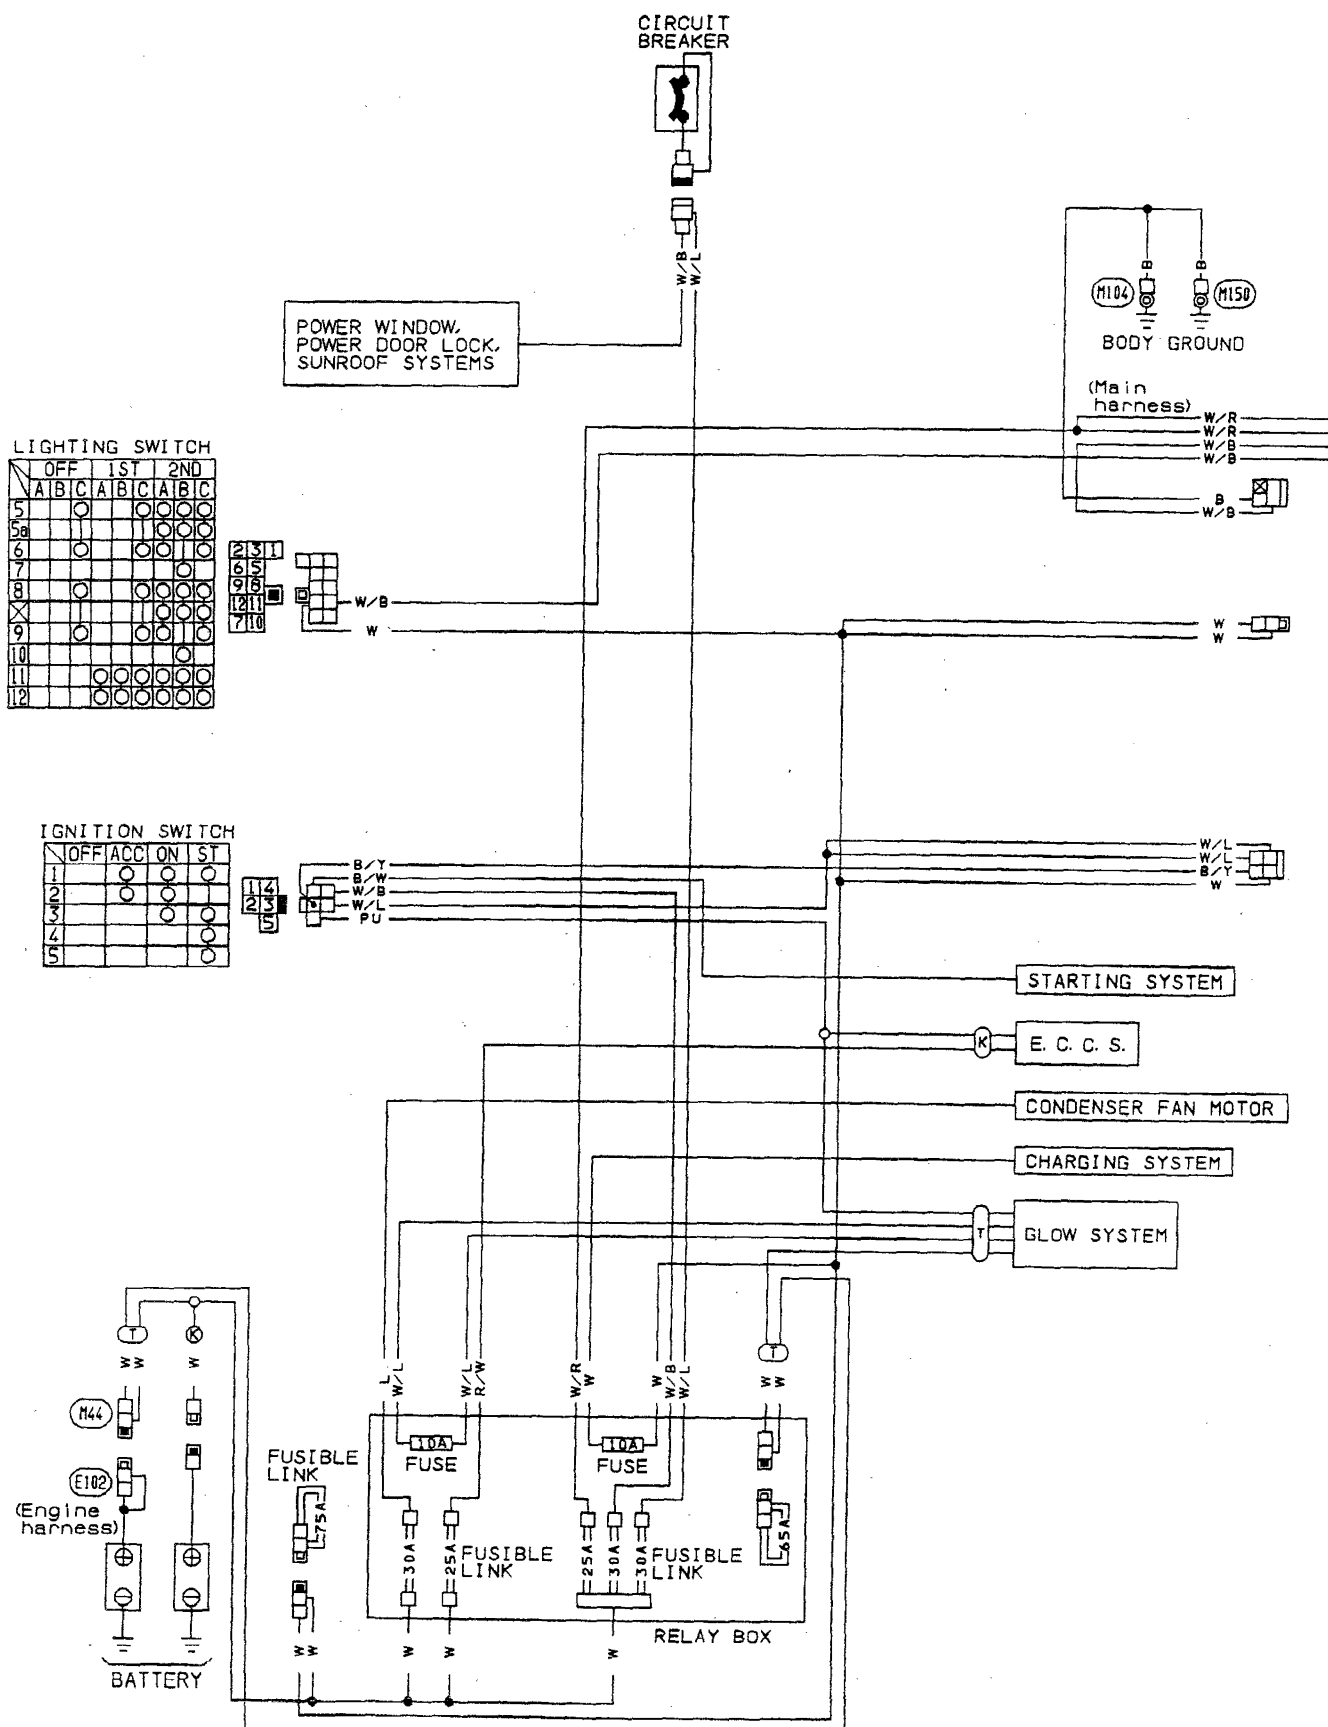 CIRCUIT
BREAKER
W/B
W/L
POWER WINDOW,
POWER DOOR LOCK,
SUNROOF SYSTEMS
B
B
M104
M150
BODY GROUND
(Main
harness)
W/R
W/R
W/B
W/B
B
W/B
LIGHTING SWITCH
OFF 1ST 2ND
A B C A B C A B C
5
5a
6
7
8
9
10
11
12
2 3 1
6 5
9 8
12 11
7 10
W/B
W
W
W
IGNITION SWITCH
OFF ACC ON ST
1
2
3
4
5
1 4
2 3
5
B/Y
B/W
W/B
W/L
PU
W/L
W/L
B/Y
W
STARTING SYSTEM
K
E. C. C. S.
CONDENSER FAN MOTOR
CHARGING SYSTEM
T
GLOW SYSTEM
T
K
W
W
W
M44
E102
(Engine
harness)
BATTERY
L
W/L
W/L
R/W
W/R
W
W
W/B
W/L
T
W
W
10A
FUSE
10A
FUSE
FUSIBLE
LINK
75A
30A
25A
FUSIBLE
LINK
25A
30A
30A
FUSIBLE
LINK
65A
RELAY BOX
W
W
W
W
W